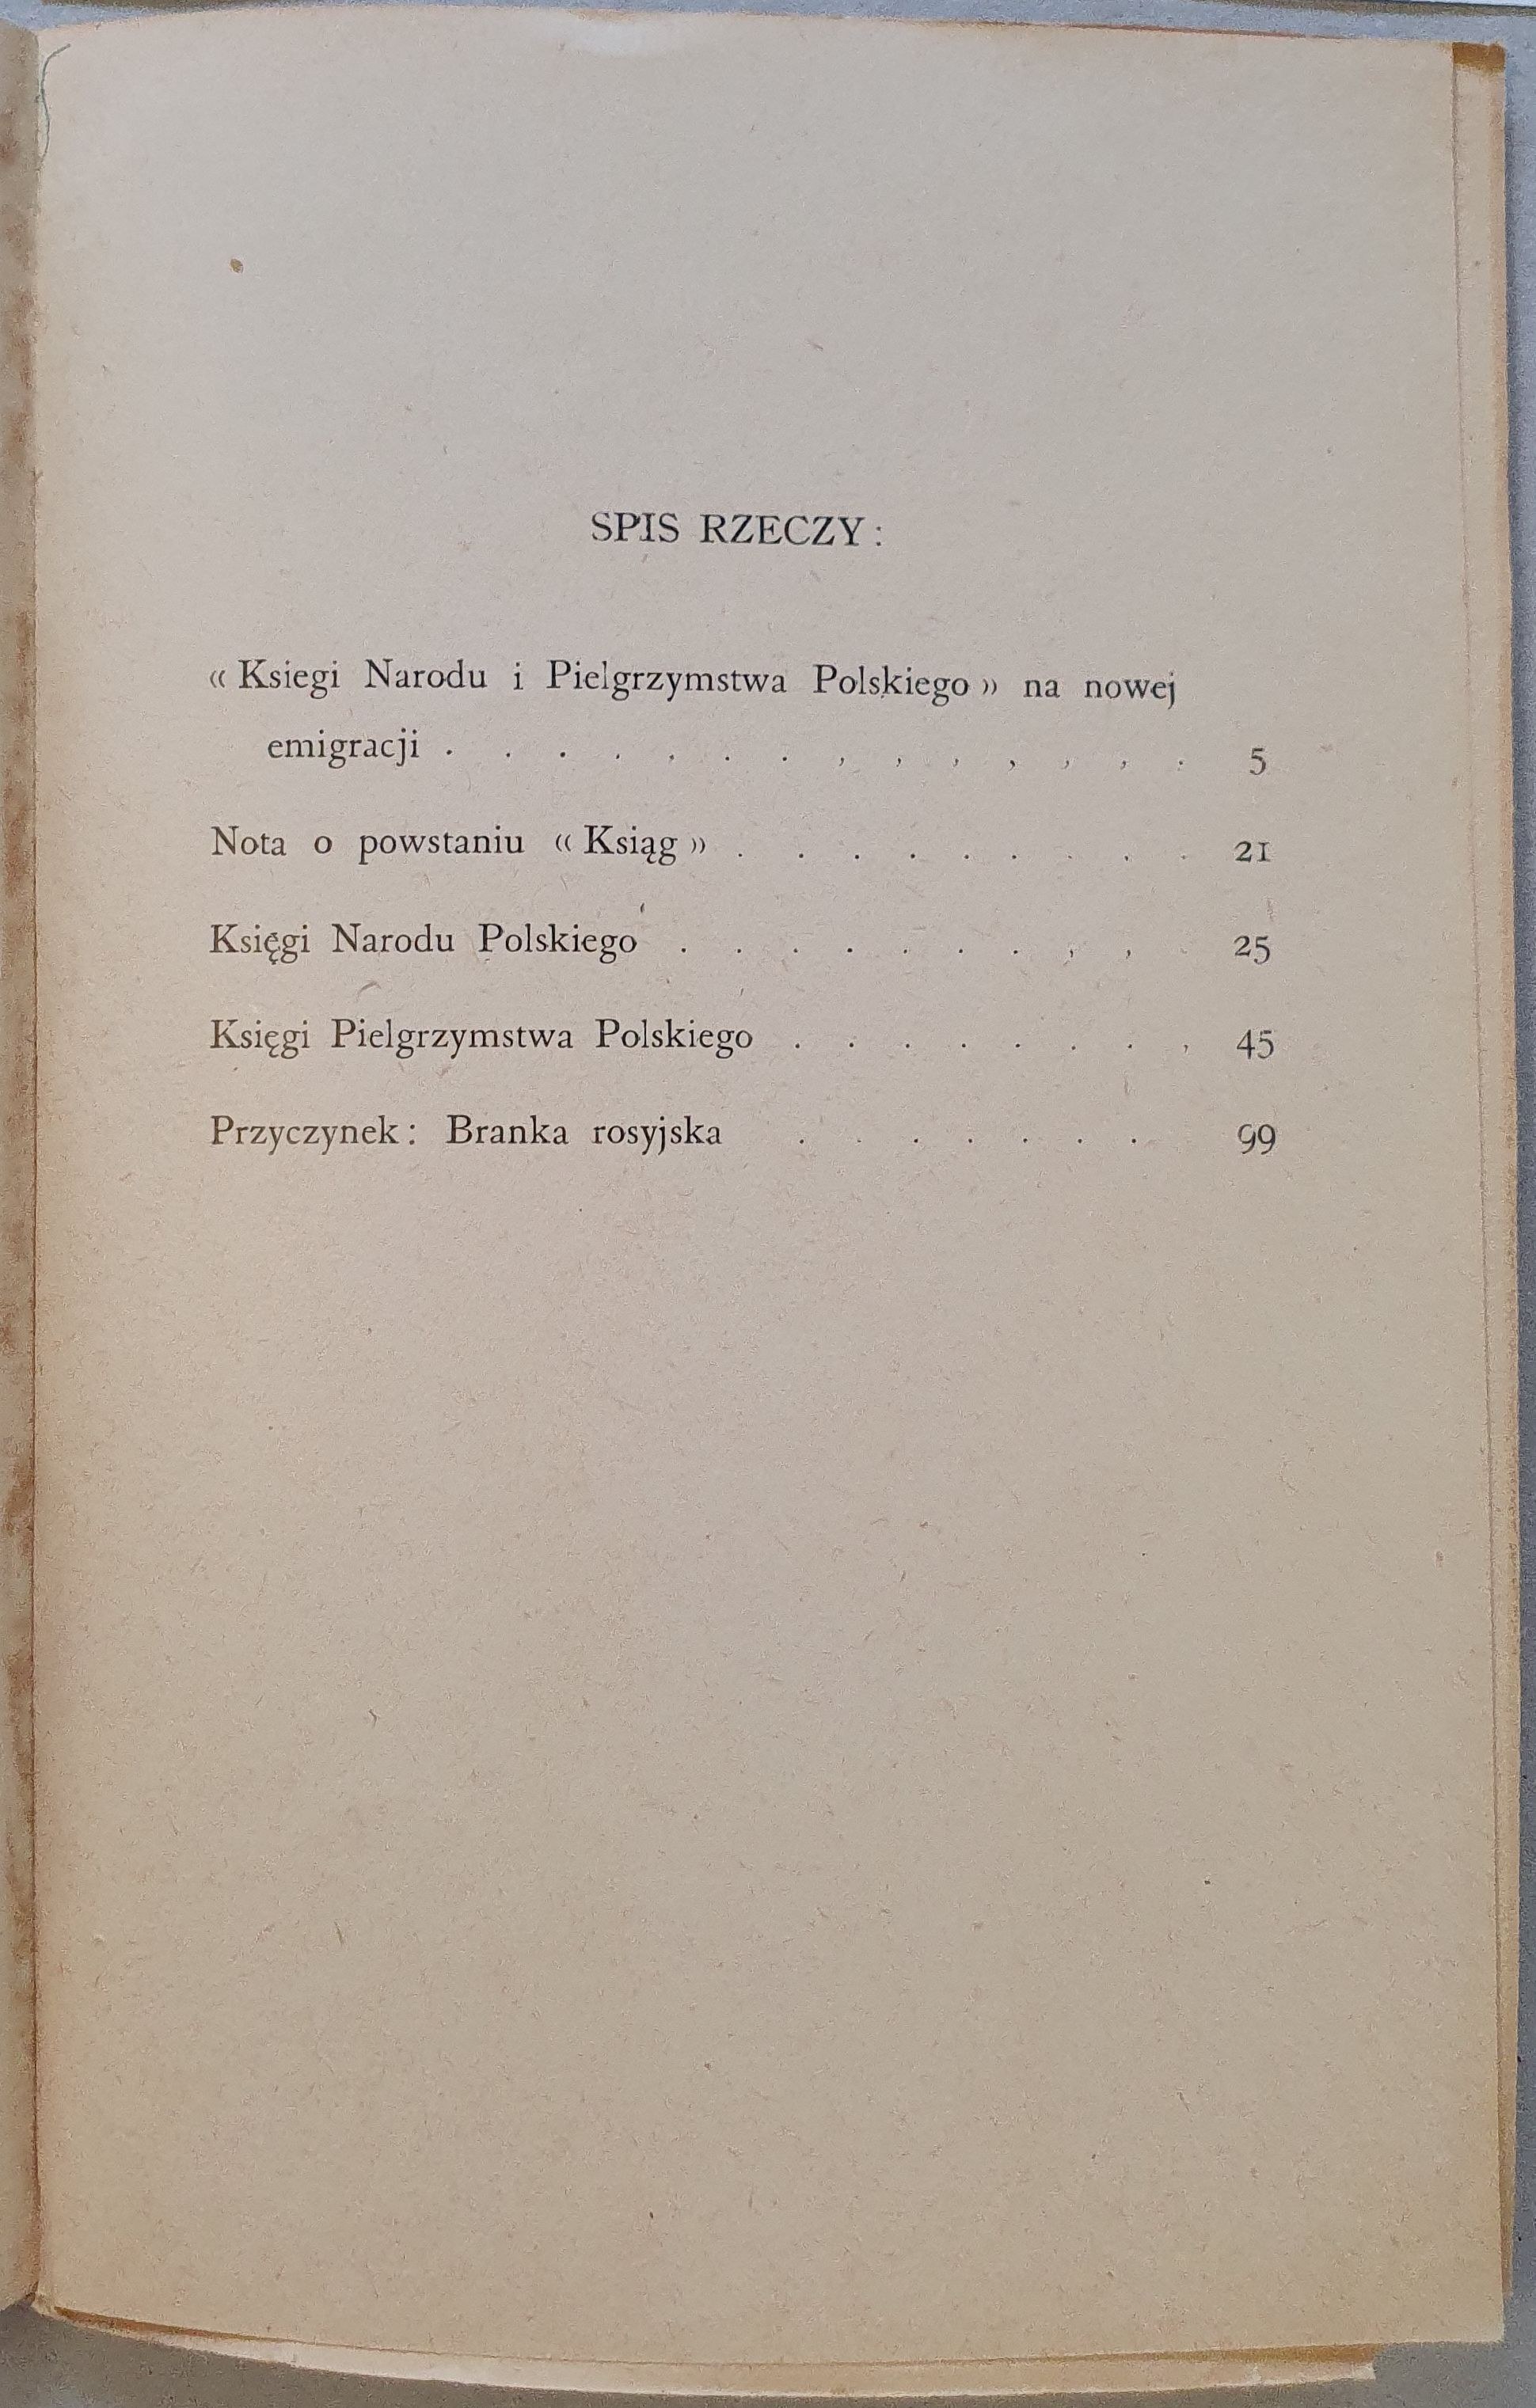 SPIS RZECZY:
« Ksiegi Narodu i Pielgrzymstwa Polskiego » na nowej
emigracji . . . . . . . . . . . . . . 5
Nota o powstaniu « Ksiąg » . . . . . . . . . 21
Księgi Narodu Polskiego . . . . . . . . . . 25
Księgi Pielgrzymstwa Polskiego . . . . . . . . 45
Przyczynek: Branka rosyjska . . . . . . . 99